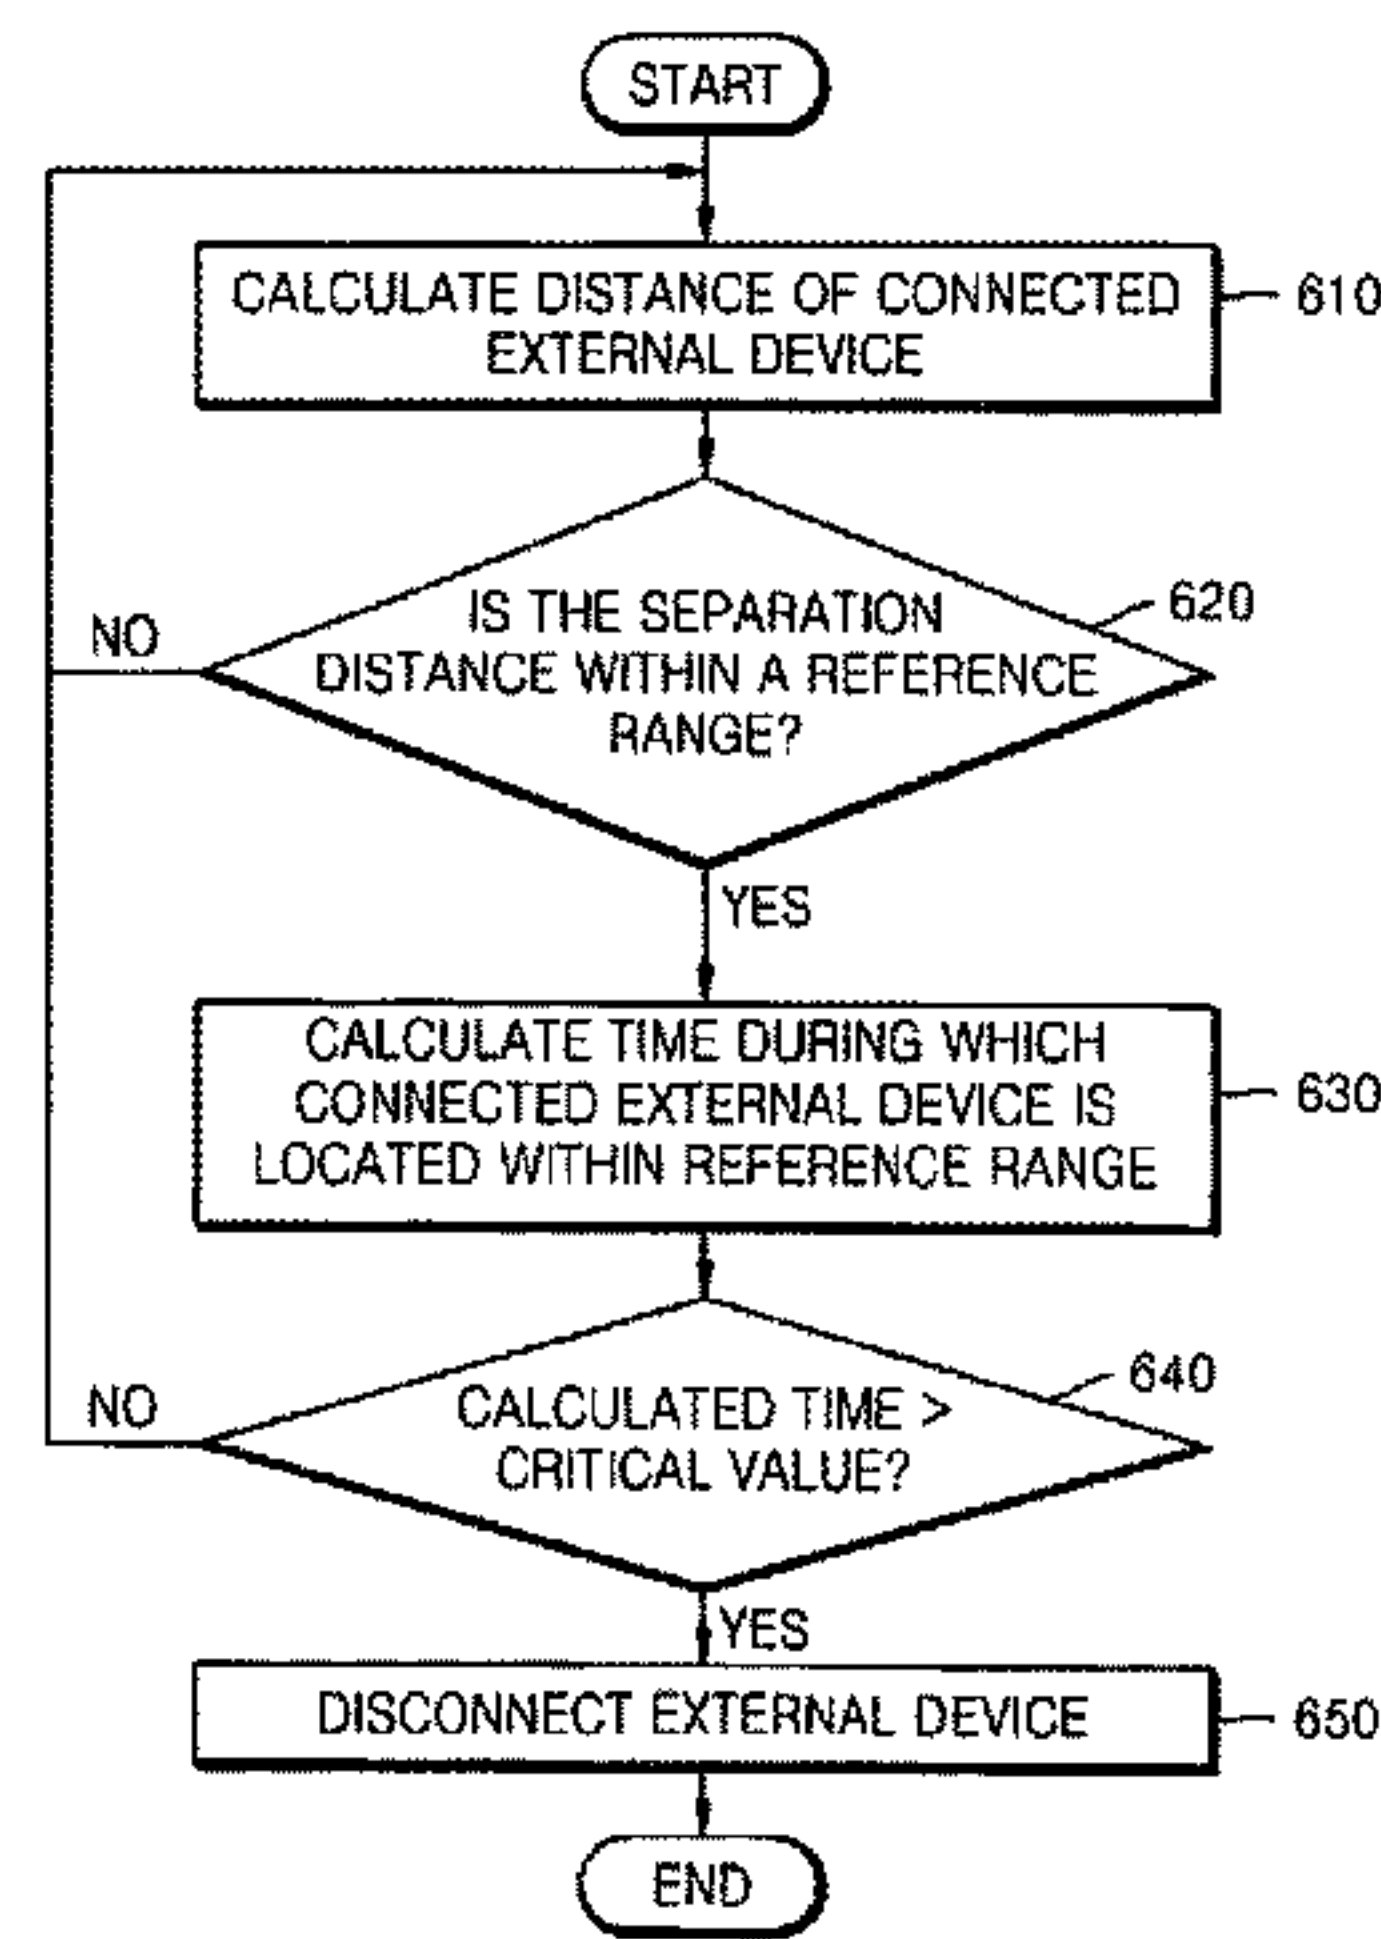 START
CALCULATE DISTANCE OF CONNECTED
EXTERNAL DEVICE
610
IS THE SEPARATION
DISTANCE WITHIN A REFERENCE
RANGE?
620
NO
YES
CALCULATE TIME DURING WHICH
CONNECTED EXTERNAL DEVICE IS
LOCATED WITHIN REFERENCE RANGE
630
CALCULATED TIME >
CRITICAL VALUE?
640
NO
YES
DISCONNECT EXTERNAL DEVICE
650
END